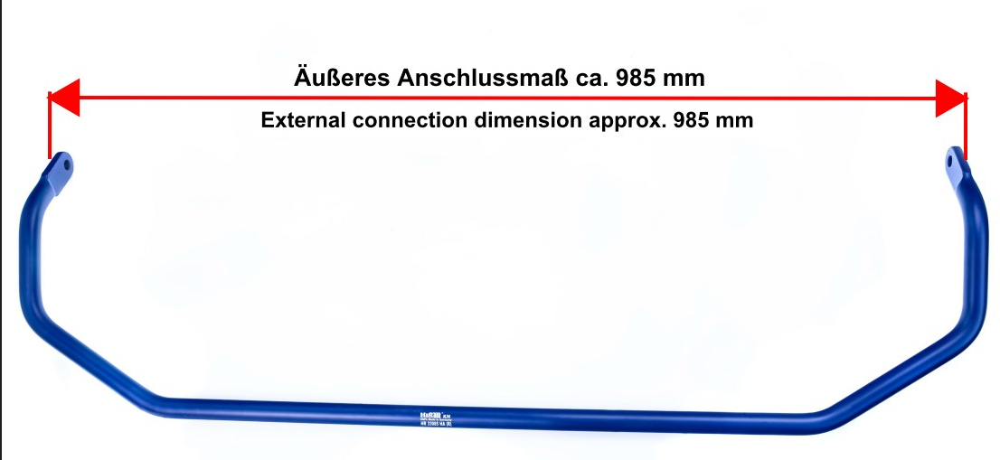 Äußeres Anschlussmaß ca. 985 mm
External connection dimension approx. 985 mm
H&R